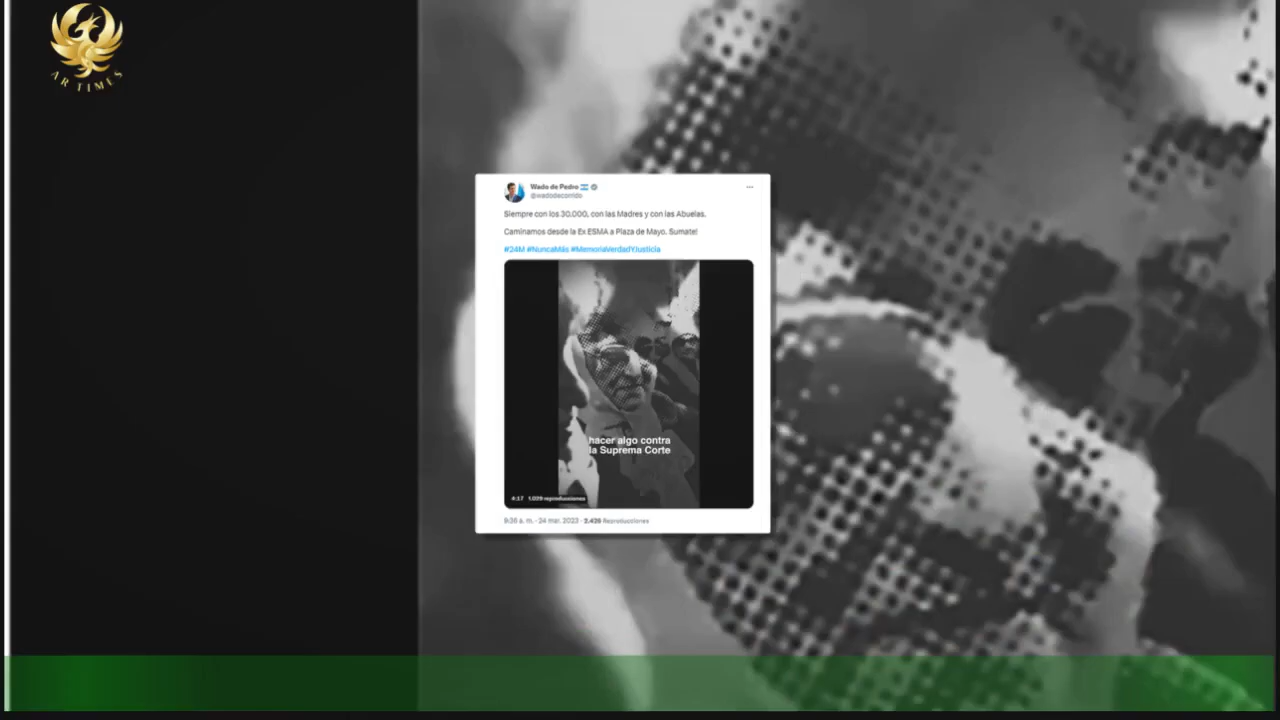 AR TIMES
Wado de Pedro
@wadodecorrido
Siempre con los 30.000, con las Madres y con las Abuelas.
Caminamos desde la Ex ESMA a Plaza de Mayo. Sumate!
#24M #NuncaMás #MemoriaVerdadYJusticia
hacer algo contra
la Suprema Corte
4:17 1.029 reproducciones
9:36 a. m. · 24 mar. 2023 · 2.426 Reproducciones